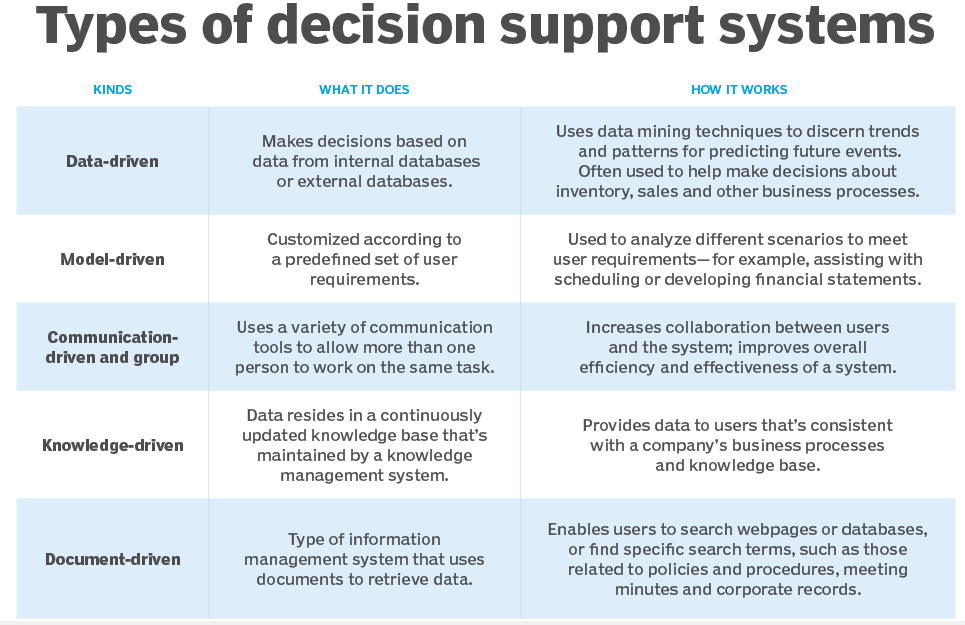 Types of decision support systems
KINDS
WHAT IT DOES
HOW IT WORKS
Data-driven
Makes decisions based on
data from internal databases
or external databases.
Uses data mining techniques to discern trends
and patterns for predicting future events.
Often used to help make decisions about
inventory, sales and other business processes.
Model-driven
Customized according to
a predefined set of user
requirements.
Used to analyze different scenarios to meet
user requirements—for example, assisting with
scheduling or developing financial statements.
Communication-
driven and group
Uses a variety of communication
tools to allow more than one
person to work on the same task.
Increases collaboration between users
and the system; improves overall
efficiency and effectiveness of a system.
Knowledge-driven
Data resides in a continuously
updated knowledge base that's
maintained by a knowledge
management system.
Provides data to users that's consistent
with a company's business processes
and knowledge base.
Document-driven
Type of information
management system that uses
documents to retrieve data.
Enables users to search webpages or databases,
or find specific search terms, such as those
related to policies and procedures, meeting
minutes and corporate records.